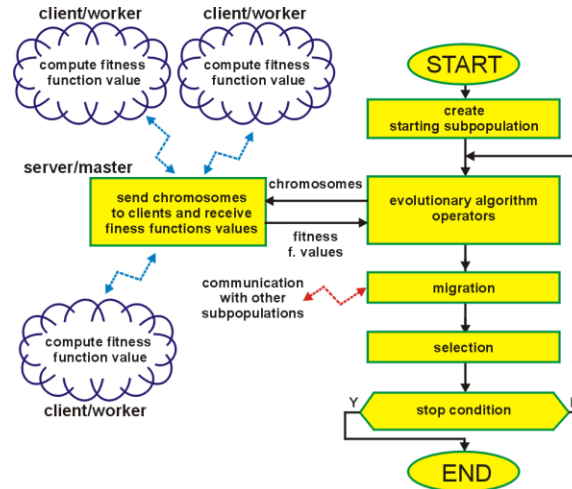 client/worker
client/worker
compute fitness
function value
compute fitness
function value
START
create
starting subpopulation
server/master
send chromosomes
to clients and receive
finess functions values
chromosomes
fitness
f. values
evolutionary algorithm
operators
communication
with other
subpopulations
migration
compute fitness
function value
client/worker
selection
Y
stop condition
END